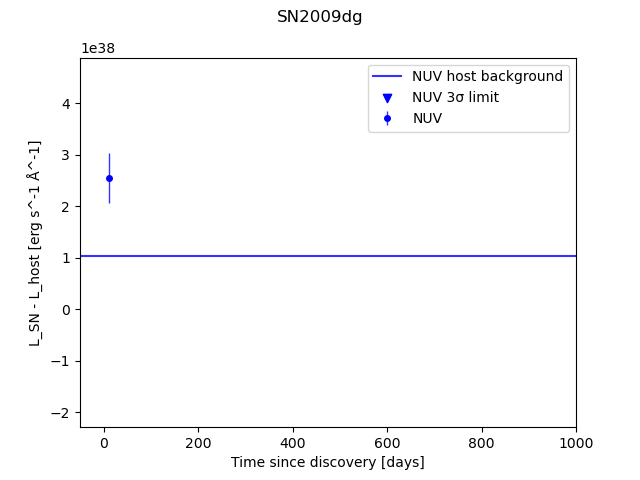 SN2009dg
1e38
NUV host background
NUV 3σ limit
NUV
4
3
2
1
0
−1
−2
L_SN - L_host [erg s^-1 Å^-1]
0 200 400 600 800 1000
Time since discovery [days]